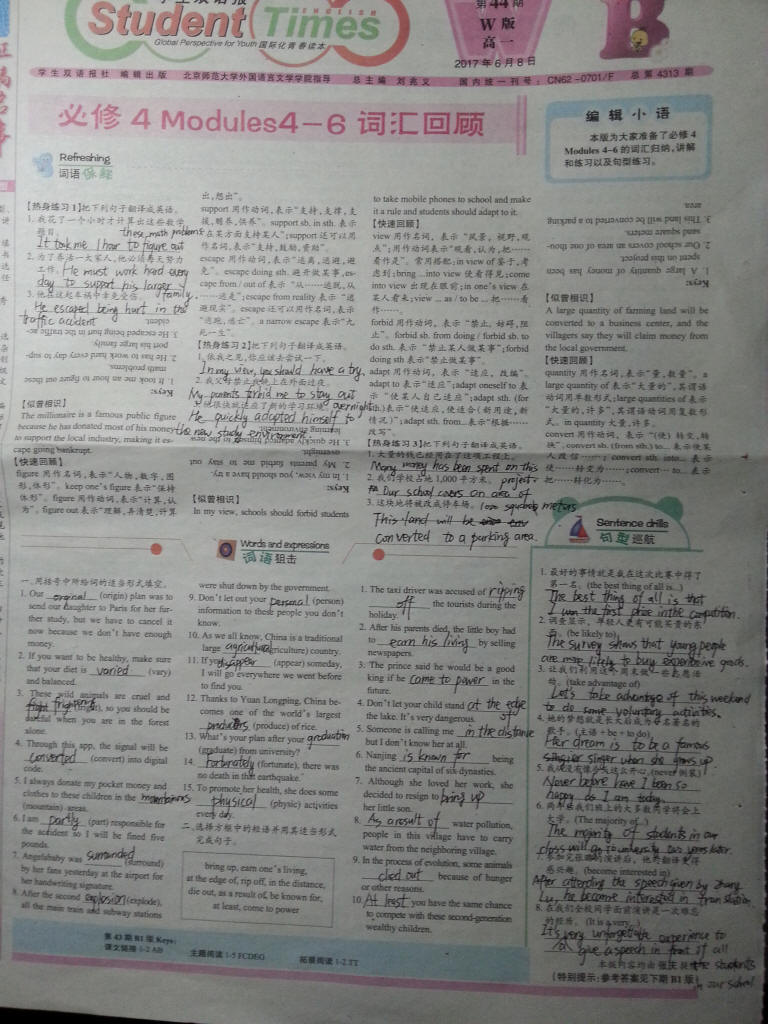 学生双语报
Student Times
ENGLISH
Global Perspective for Youth 国际化青春读本
第 44 期
W 版
高一
2017 年 6 月 8 日
B
学生双语报社 编辑出版 北京师范大学外国语言文学学院指导 总主编 刘兆义 国内统一刊号：CN62-0701/F 总第 4313 期
必修 4 Modules4-6 词汇回顾
编辑小语
本版为大家准备了必修 4
Modules 4-6 的词汇归纳,讲解
和练习以及句型练习。
Refreshing
词语
【热身练习 1】把下列句子翻译成英语。
1. 我花了一个小时才计算出这些数学
题目。
these math problems
It took me 1 hour to figure out
2. 为了养活一大家人,他必须每天努力
工作。
He must work hard every
day to support his larger family.
3. 他在这起车祸中幸免受伤。
He escaped being hurt in the
traffic accident
Keys:
1. It took me an hour to figure out these
math problems.
2. He has to work hard every day to sup-
port his large family.
3. He escaped being hurt in the traffic ac-
cident.
【似曾相识】
The millionaire is a famous public figure
because he has donated most of his money
to support the local industry, making it es-
cape going bankrupt.
【快速回顾】
figure 用作名词,表示“人物,数字,图
形,体形”。keep one's figure 表示“保持
体形”。figure 用作动词,表示“计算,认
为”。figure out 表示“理解,弄清楚,计算
出,想出”。
support 用作动词,表示“支持,支撑,支
援,赡养,供养”。support sb. in sth. 表示
“在某方面支持某人”;support 还可以用
作名词,表示“支持,鼓励,资助”。
escape 用作动词,表示“逃离,逃避,避
免”。escape doing sth. 避开做某事,es-
cape from / out of 表示“从……逃脱,从
……逃走”;escape from reality 表示“逃
避现实”。escape 还可以用作名词,表示
“逃跑,逃亡”。a narrow escape 表示“九
死一生”。
【热身练习 2】把下列句子翻译成英语。
1. 依我之见,你应该去尝试一下。
In my view, you should have a try.
2. 我父母禁止我晚上在外面过夜。
My parents forbid me to stay out
overnight
3. 他很快就适应了新的学习环境。
He quickly adapted himself to
the new study environment.
Keys:
1. In my view, you should have a try.
2. My parents forbid me to stay out
overnight.
3. He quickly adapted himself to the new
learning environment.
【似曾相识】
In my view, schools should forbid students
to take mobile phones to school and make
it a rule and students should adapt to it.
【快速回顾】
view 用作名词,表示“风景,视野,观
点”;用作动词表示“观看,认为,把……
看作是”。常用搭配:in view of 鉴于,考
虑到;bring ...into view 使看得见;come
into view 出现在眼前;in one's view 在
某人看来;view ... as / to be ...把……看
作……。
forbid 用作动词,表示“禁止,妨碍,阻
止”。forbid sb. from doing / forbid sb. to
do sth. 表示“禁止某人做某事”;forbid
doing sth 表示“禁止做某事”。
adapt 用作动词,表示“适应,改编”。
adapt to 表示“适应”;adapt oneself to 表
示“使某人自己适应”;adapt sth. (for
sth.)表示“使适应,使适合(新用途,新
情况)”;adapt sth. from...表示“根据……
改写”。
【热身练习 3】把下列句子翻译成英语。
1. 大量的钱已经用在了这项工程上。
Many money has been spent on this
project.
2. 我们学校占地 1,000 平方米。
Our school covers an area of
1000 square meters
3. 这块地将被改成停车场。
This land will be
converted to a parking area.
Keys:
1. A large quantity of money has been
spent on this project.
2. Our school covers an area of one thou-
sand square meters.
3. This land will be converted to a parking
area
【似曾相识】
A large quantity of farming land will be
converted to a business center, and the
villagers say they will claim money from
the local government.
【快速回顾】
quantity 用作名词,表示“量,数量”。a
large quantity of 表示“大量的”,其谓语
动词用单数形式;large quantities of 表示
“大量的,许多”,其谓语动词用复数形
式。in quantity 大量,许多。
convert 用作动词,表示“(使)转变,转
换”。convert sb. (from sth.) to... 表示使某
人改信……; convert sth. into... 表示
使……转变为……;convert... to... 表示
把……转化为……。
Words and expressions
词语狙击
一、用括号中所给词的适当形式填空。
1. Our orginal (origin) plan was to
send our daughter to Paris for her fur-
ther study, but we have to cancel it
now because we don't have enough
money.
2. If you want to be healthy, make sure
that your diet is varied (vary)
and balanced.
3. These wild animals are cruel and
frightening (fright), so you should be
careful when you are in the forest
alone.
4. Through this app, the signal will be
converted (convert) into digital
code.
5. I always donate my pocket money and
clothes to these children in the mountainous
(mountain) areas.
6. I am partly (part) responsible for
the accident so I will be fined five
pounds.
7. Angelababy was surrounded (surround)
by her fans yesterday at the airport for
her handwriting signature.
8. After the second explosion (explode),
all the main train and subway stations
were shut down by the government.
9. Don't let out your personal (person)
information to these people you don't
know.
10. As we all know, China is a traditional
large agricultural (agriculture) country.
11. If you disappear (appear) someday,
I will go everywhere we went before
to find you.
12. Thanks to Yuan Longping, China be-
comes one of the world's largest
producers (produce) of rice.
13. What's your plan after your graduation
(graduate) from university?
14. Fortunately (fortunate), there was
no death in the earthquake.
15. To promote her health, she does some
physical (physic) activities
every day.
二、选择方框中的短语并用其适当形式
完成句子。
bring up, earn one's living,
at the edge of, rip off, in the distance,
die out, as a result of, be known for,
at least, come to power
1. The taxi driver was accused of ripping
off the tourists during the
holiday.
2. After his parents died, the little boy had
to earn his living by selling
newspapers.
3. The prince said he would be a good
king if he come to power in the
future.
4. Don't let your child stand at the edge of
the lake. It's very dangerous.
5. Someone is calling me in the distance
but I don't know her at all.
6. Nanjing is known for being
the ancient capital of six dynasties.
7. Although she loved her work, she
decided to resign to bring up
her little son.
8. As a result of water pollution,
people in this village have to carry
water from the neighboring village.
9. In the process of evolution, some animals
died out because of hunger
or other reasons.
10. At least you have the same chance
to compete with these second-generation
wealthy children.
Sentence drills
句型巡航
1. 最好的事情就是我在这次比赛中得了
第一名。(the best thing of all is...)
The best thing of all is that
I won the first prize in the competition.
2. 调查显示,年轻人更有可能买贵的东
西。(be likely to)
The survey shows that young people
are more likely to buy expensive goods.
3. 让我们利用这个周末做一些志愿活
动。(take advantage of)
Let's take advantage of this weekend
to do some voluntary activities.
4. 她的梦想就是长大后成为一名著名的
歌手。(主语 + be + to do)
Her dream is to be a famous
singer when she grows up
5. 我从没有像今天这么开心。(never 倒装)
Never before have I been so
happy as I am today.
6. 两年后我们班上的大多数同学将会上
大学。(The majority of...)
The majority of students in our
class will go to university two years later.
7. 参加完张璐的演讲后,他对翻译变得
感兴趣。(become interested in)
After attending the speech given by zhang
Lu, he become interested in translation.
8. 在我们全校同学面前演讲是一次难忘
的经历。(It is a very...)
It's very unforgettable experience to
give a speech in front of all
the students
in our school
(特别提示:参考答案见下期 B1 版)
第 43 期 B1 版 Keys:
课文链接 1-2 AB
主题阅读 1-5 FCDEG
拓展阅读 1-2 TT